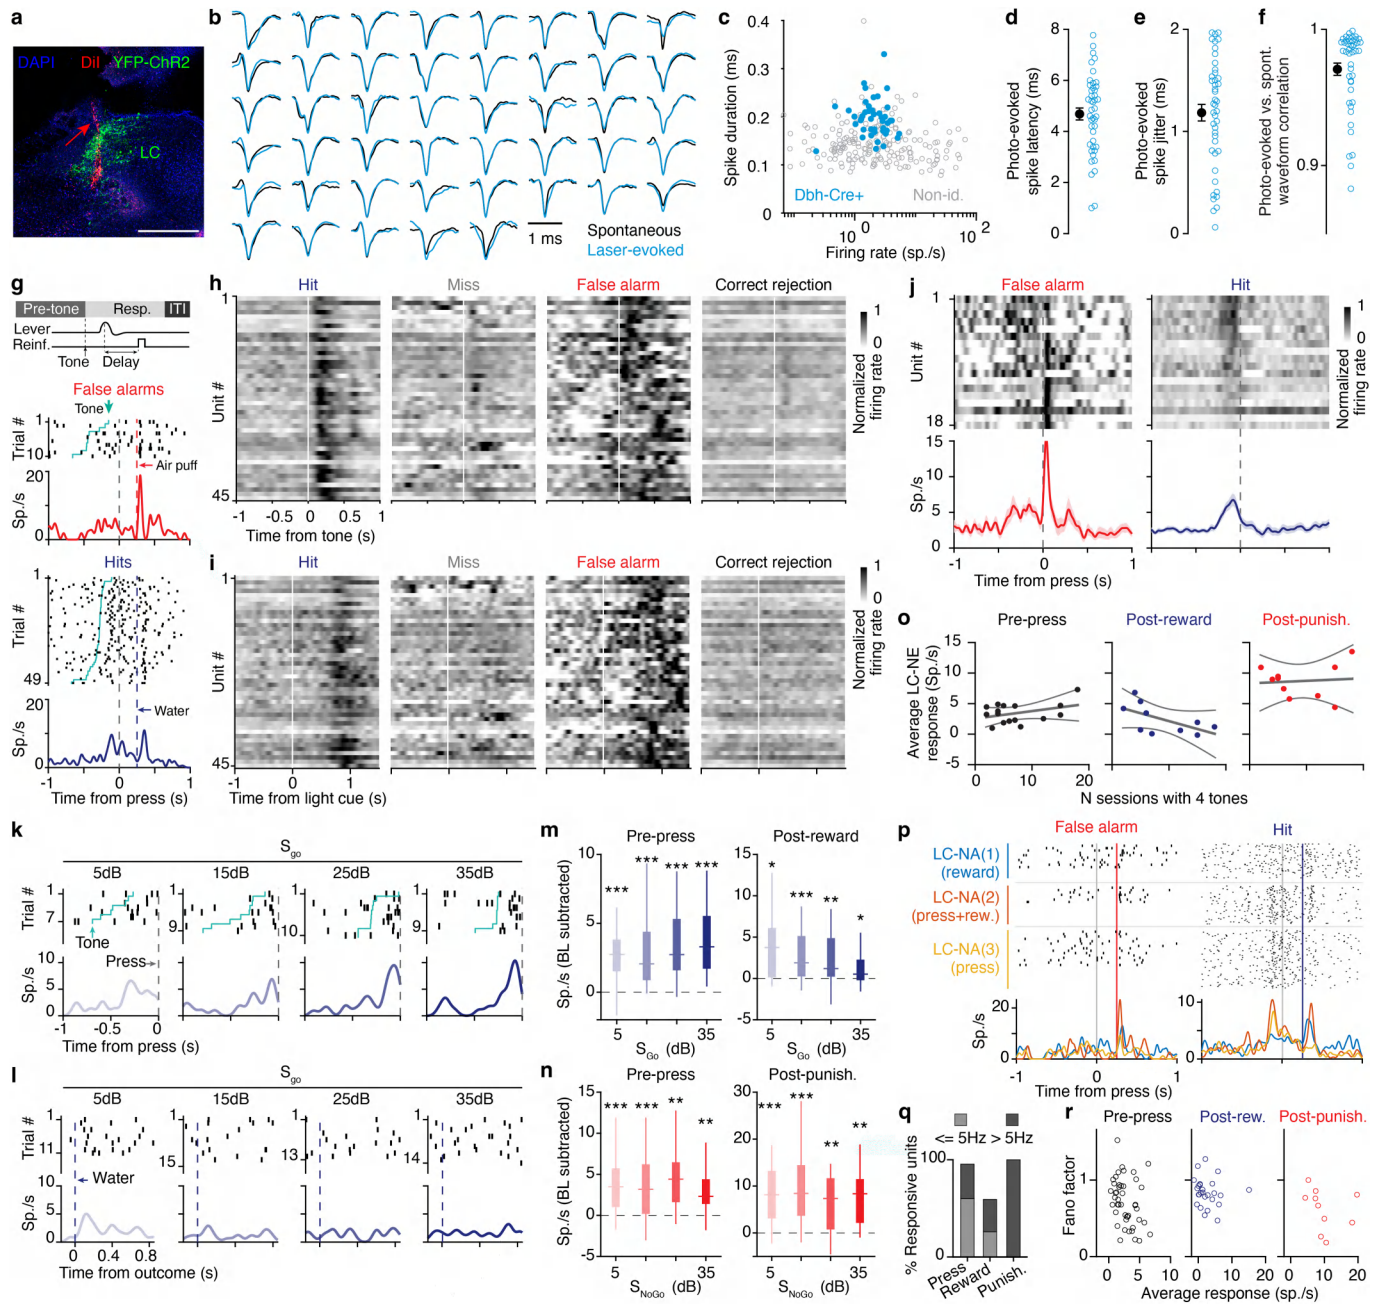 a
DAPI
DiI
YFP-ChR2
LC
b
1 ms
Spontaneous
Laser-evoked
c
Spike duration (ms)
0.4
0.3
0.2
0.1
0
Dbh-Cre+
Non-id.
10 0
10 2
Firing rate (sp./s)
d
Photo-evoked
spike latency (ms)
8
6
4
2
0
e
Photo-evoked
spike jitter (ms)
2
1
0
f
Photo-evoked vs. spont.
waveform correlation
1
0.9
g
Pre-tone
Resp.
ITI
Lever
Reinf.
Tone
Delay
False alarms
Tone
Trial #
1
10
Air puff
Sp./s
20
0
Hits
Trial #
1
49
Water
Sp./s
20
0
-1
0
1
Time from press (s)
h
Hit
Miss
False alarm
Correct rejection
Unit #
1
45
-1
-0.5
0
0.5
1
Time from tone (s)
Normalized
firing rate
1
0
i
Hit
Miss
False alarm
Correct rejection
Unit #
1
45
-1
0
1
Time from light cue (s)
Normalized
firing rate
1
0
j
False alarm
Hit
Unit #
1
18
Normalized
firing rate
1
0
Sp./s
15
10
5
0
-1
0
1
Time from press (s)
k
S go
5dB
15dB
25dB
35dB
Trial #
1
7
1
9
1
10
1
9
Tone
Press
Sp./s
10
5
0
-1
-0.5
0
Time from press (s)
l
S go
5dB
15dB
25dB
35dB
Trial #
1
11
1
15
1
13
1
14
Water
Sp./s
10
5
0
0
0.4
0.8
Time from outcome (s)
m
Pre-press
Post-reward
Sp./s (BL subtracted)
10
5
0
***
***
***
***
15
10
5
0
-5
*
***
**
*
5
35
S Go (dB)
5
35
S Go (dB)
n
Pre-press
Post-punish.
Sp./s (BL subtracted)
15
10
5
0
-5
***
***
**
**
30
20
10
0
-5
***
***
**
**
5
35
S NoGo (dB)
5
35
S NoGo (dB)
o
Pre-press
Post-reward
Post-punish.
Average LC-NE
response (Sp./s)
15
10
5
0
-5
0
10
20
N sessions with 4 tones
p
False alarm
Hit
LC-NA(1)
(reward)
LC-NA(2)
(press+rew.)
LC-NA(3)
(press)
Sp./s
20
0
10
0
-1
0
1
Time from press (s)
q
<= 5Hz > 5Hz
% Responsive units
100
0
Press
Reward
Punish.
r
Pre-press
Post-rew.
Post-punish.
Fano factor
1
0
0
5
10
0
10
20
0
10
20
Average response (sp./s)